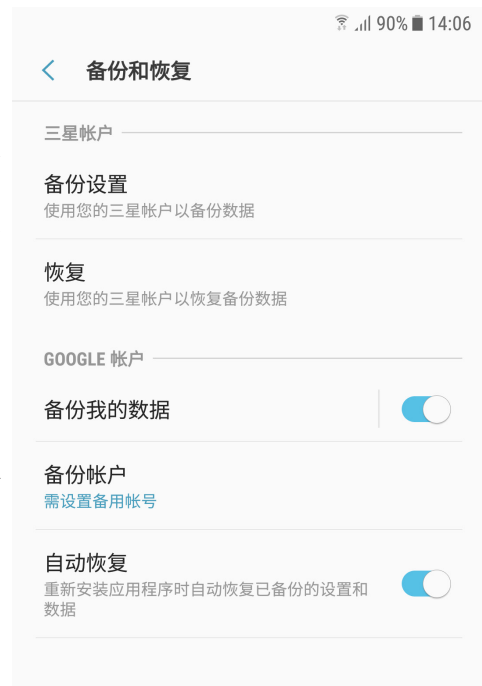 90% 14:06
备份和恢复
三星帐户
备份设置
使用您的三星帐户以备份数据
恢复
使用您的三星帐户以恢复备份数据
GOOGLE 帐户
备份我的数据
备份帐户
需设置备用帐号
自动恢复
重新安装应用程序时自动恢复已备份的设置和
数据